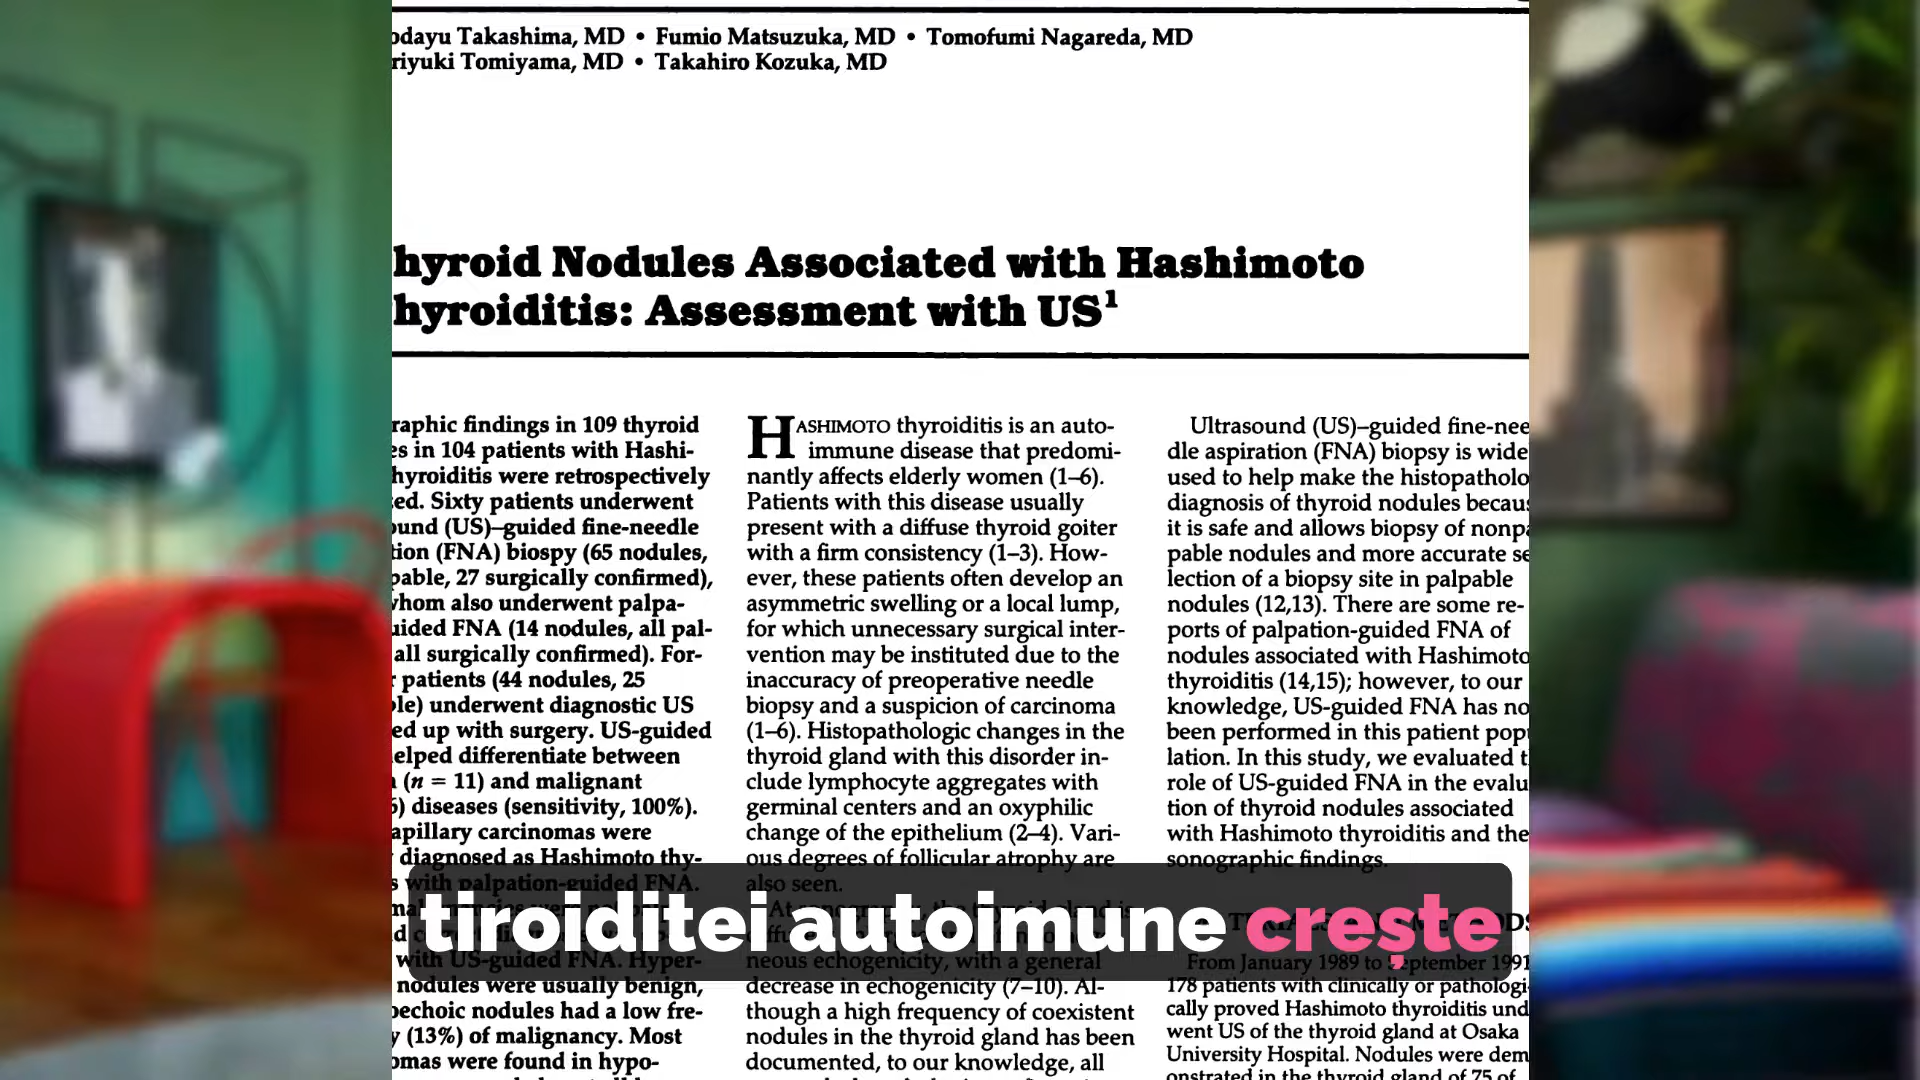 odayu Takashima, MD • Fumio Matsuzuka, MD • Tomofumi Nagareda, MD
riyuki Tomiyama, MD • Takahiro Kozuka, MD
hyroid Nodules Associated with Hashimoto
hyroiditis: Assessment with US¹
raphic findings in 109 thyroid
es in 104 patients with Hashi-
hyroiditis were retrospectively
ed. Sixty patients underwent
und (US)–guided fine-needle
tion (FNA) biospy (65 nodules,
pable, 27 surgically confirmed),
whom also underwent palpa-
uided FNA (14 nodules, all pal-
all surgically confirmed). For-
r patients (44 nodules, 25
le) underwent diagnostic US
ed up with surgery. US-guided
elped differentiate between
n (n = 11) and malignant
6) diseases (sensitivity, 100%).
apillary carcinomas were
diagnosed as Hashimoto thy-
s with palpation-guided FNA.
with US-guided FNA. Hyper-
nodules were usually benign,
oechoic nodules had a low fre-
y (13%) of malignancy. Most
omas were found in hypo-
HASHIMOTO thyroiditis is an auto-
immune disease that predomi-
nantly affects elderly women (1–6).
Patients with this disease usually
present with a diffuse thyroid goiter
with a firm consistency (1–3). How-
ever, these patients often develop an
asymmetric swelling or a local lump,
for which unnecessary surgical inter-
vention may be instituted due to the
inaccuracy of preoperative needle
biopsy and a suspicion of carcinoma
(1–6). Histopathologic changes in the
thyroid gland with this disorder in-
clude lymphocyte aggregates with
germinal centers and an oxyphilic
change of the epithelium (2–4). Vari-
ous degrees of follicular atrophy are
also seen.
neous echogenicity, with a general
decrease in echogenicity (7–10). Al-
though a high frequency of coexistent
nodules in the thyroid gland has been
documented, to our knowledge, all
Ultrasound (US)–guided fine-nee
dle aspiration (FNA) biopsy is wide
used to help make the histopatholo
diagnosis of thyroid nodules becau
it is safe and allows biopsy of nonpa
pable nodules and more accurate se
lection of a biopsy site in palpable
nodules (12,13). There are some re-
ports of palpation-guided FNA of
nodules associated with Hashimoto
thyroiditis (14,15); however, to our
knowledge, US-guided FNA has no
been performed in this patient popu
lation. In this study, we evaluated t
role of US-guided FNA in the evalu
tion of thyroid nodules associated
with Hashimoto thyroiditis and the
sonographic findings.
From January 1989 to September 1991
178 patients with clinically or pathologi-
cally proved Hashimoto thyroiditis und
went US of the thyroid gland at Osaka
University Hospital. Nodules were dem
onstrated in the thyroid gland of 75 of
tiroiditei autoimune crește